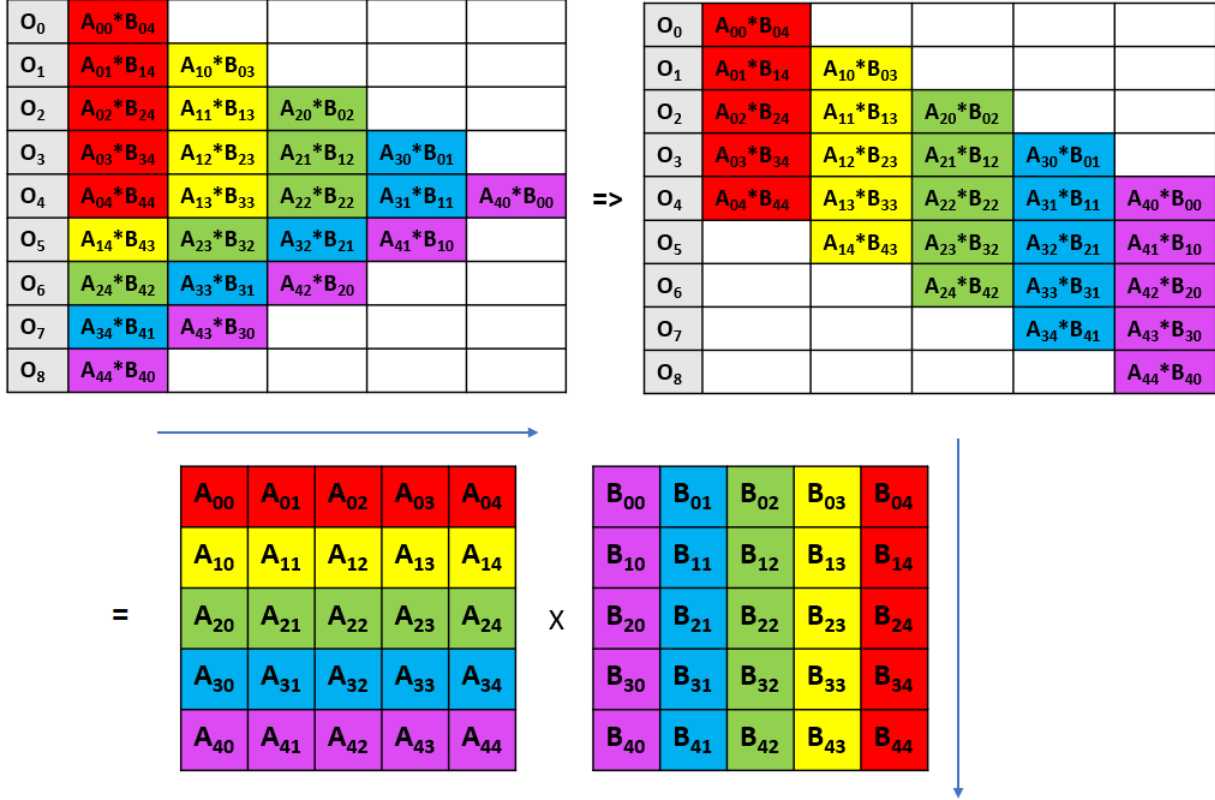 O₀ A₀₀*B₀₄
O₁ A₀₁*B₁₄ A₁₀*B₀₃
O₂ A₀₂*B₂₄ A₁₁*B₁₃ A₂₀*B₀₂
O₃ A₀₃*B₃₄ A₁₂*B₂₃ A₂₁*B₁₂ A₃₀*B₀₁
O₄ A₀₄*B₄₄ A₁₃*B₃₃ A₂₂*B₂₂ A₃₁*B₁₁ A₄₀*B₀₀
O₅ A₁₄*B₄₃ A₂₃*B₃₂ A₃₂*B₂₁ A₄₁*B₁₀
O₆ A₂₄*B₄₂ A₃₃*B₃₁ A₄₂*B₂₀
O₇ A₃₄*B₄₁ A₄₃*B₃₀
O₈ A₄₄*B₄₀
=>
O₀ A₀₀*B₀₄
O₁ A₀₁*B₁₄ A₁₀*B₀₃
O₂ A₀₂*B₂₄ A₁₁*B₁₃ A₂₀*B₀₂
O₃ A₀₃*B₃₄ A₁₂*B₂₃ A₂₁*B₁₂ A₃₀*B₀₁
O₄ A₀₄*B₄₄ A₁₃*B₃₃ A₂₂*B₂₂ A₃₁*B₁₁ A₄₀*B₀₀
O₅ A₁₄*B₄₃ A₂₃*B₃₂ A₃₂*B₂₁ A₄₁*B₁₀
O₆ A₂₄*B₄₂ A₃₃*B₃₁ A₄₂*B₂₀
O₇ A₃₄*B₄₁ A₄₃*B₃₀
O₈ A₄₄*B₄₀
=
A₀₀ A₀₁ A₀₂ A₀₃ A₀₄
A₁₀ A₁₁ A₁₂ A₁₃ A₁₄
A₂₀ A₂₁ A₂₂ A₂₃ A₂₄
A₃₀ A₃₁ A₃₂ A₃₃ A₃₄
A₄₀ A₄₁ A₄₂ A₄₃ A₄₄
X
B₀₀ B₀₁ B₀₂ B₀₃ B₀₄
B₁₀ B₁₁ B₁₂ B₁₃ B₁₄
B₂₀ B₂₁ B₂₂ B₂₃ B₂₄
B₃₀ B₃₁ B₃₂ B₃₃ B₃₄
B₄₀ B₄₁ B₄₂ B₄₃ B₄₄